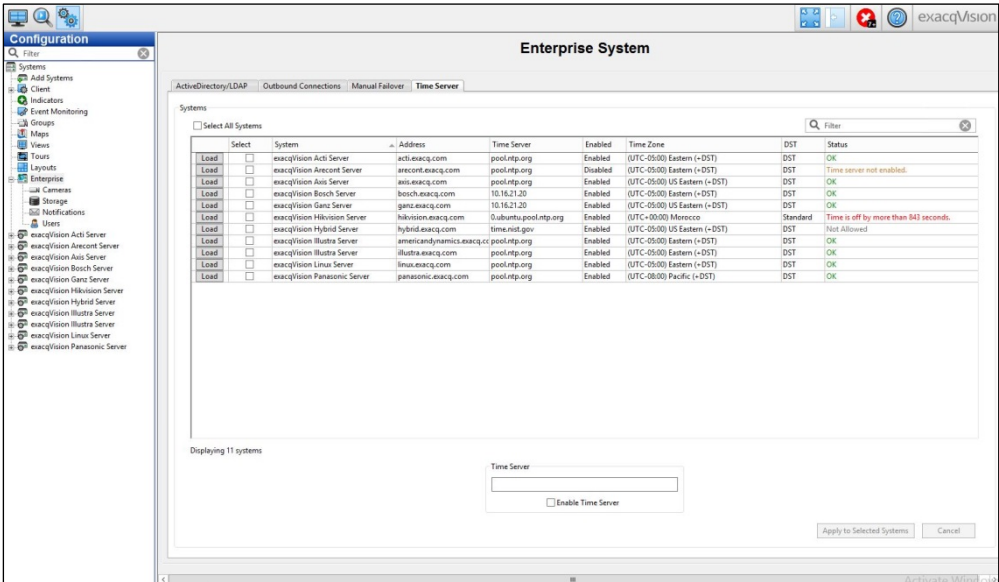 exacqVision
Configuration
Filter
Enterprise System
Systems
Add Systems
Client
Indicators
Event Monitoring
Groups
Maps
Views
Tours
Layouts
Enterprise
Cameras
Storage
Notifications
Users
exacqVision Acti Server
exacqVision Arecont Server
exacqVision Axis Server
exacqVision Bosch Server
exacqVision Ganz Server
exacqVision Hikvision Server
exacqVision Hybrid Server
exacqVision Illustra Server
exacqVision Illustra Server
exacqVision Linux Server
exacqVision Panasonic Server
ActiveDirectory/LDAP Outbound Connections Manual Failover Time Server
Systems
Select All Systems Filter
Select System Address Time Server Enabled Time Zone DST Status
Load exacqVision Acti Server acti.exacq.com pool.ntp.org Enabled (UTC-05:00) Eastern (+DST) DST OK
Load exacqVision Arecont Server arecont.exacq.com pool.ntp.org Disabled (UTC-05:00) Eastern (+DST) DST Time server not enabled.
Load exacqVision Axis Server axis.exacq.com pool.ntp.org Enabled (UTC-05:00) US Eastern (+DST) DST OK
Load exacqVision Bosch Server bosch.exacq.com 10.16.21.20 Enabled (UTC-05:00) US Eastern (+DST) DST OK
Load exacqVision Ganz Server ganz.exacq.com 10.16.21.20 Enabled (UTC-05:00) US Eastern (+DST) DST OK
Load exacqVision Hikvision Server hikvision.exacq.com 0.ubuntu.pool.ntp.org Enabled (UTC+00:00) Morocco Standard Time is off by more than 843 seconds.
Load exacqVision Hybrid Server hybrid.exacq.com time.nist.gov Enabled (UTC-05:00) US Eastern (+DST) DST Not Allowed
Load exacqVision Illustra Server americandynamics.exacq.cc pool.ntp.org Enabled (UTC-05:00) Eastern (+DST) DST OK
Load exacqVision Illustra Server illustra.exacq.com pool.ntp.org Enabled (UTC-05:00) Eastern (+DST) DST OK
Load exacqVision Linux Server linux.exacq.com pool.ntp.org Enabled (UTC-05:00) Eastern (+DST) DST OK
Load exacqVision Panasonic Server panasonic.exacq.com pool.ntp.org Enabled (UTC-08:00) Pacific (+DST) DST OK
Displaying 11 systems
Time Server
Enable Time Server
Apply to Selected Systems Cancel